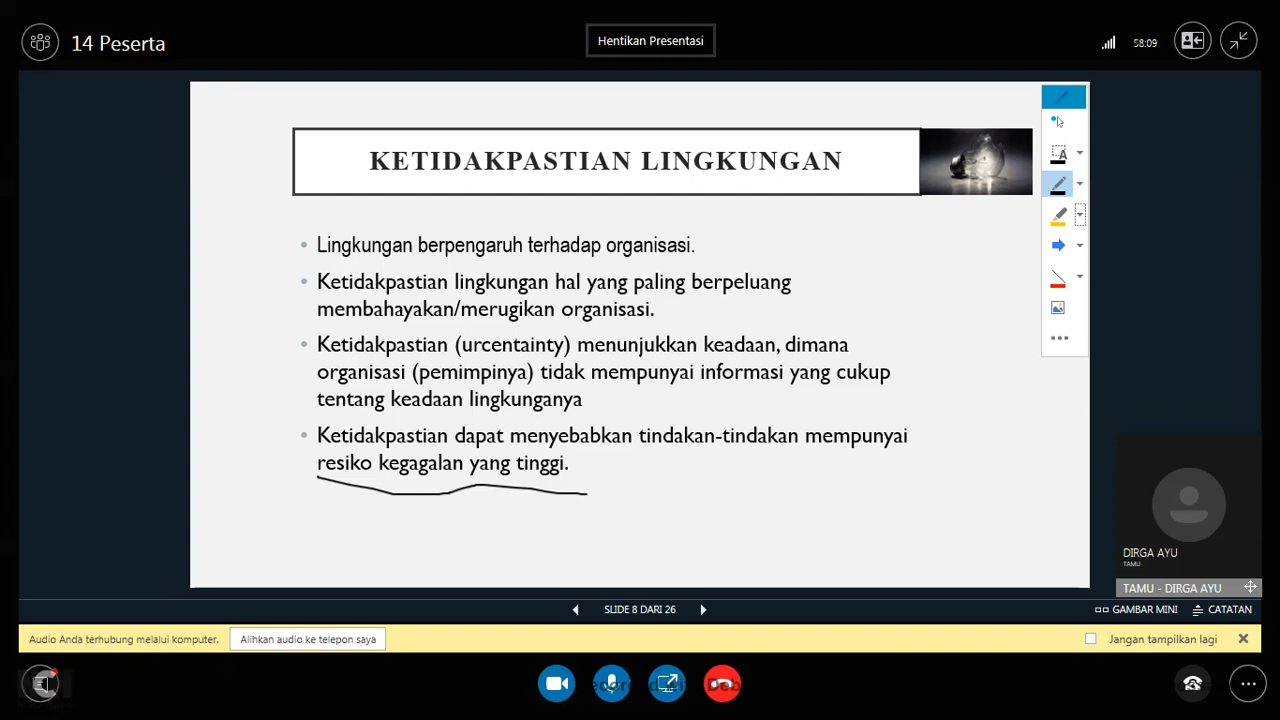 14 Peserta
Hentikan Presentasi
58:09
KETIDAKPASTIAN LINGKUNGAN
• Lingkungan berpengaruh terhadap organisasi.
• Ketidakpastian lingkungan hal yang paling berpeluang
membahayakan/merugikan organisasi.
• Ketidakpastian (urcentainty) menunjukkan keadaan, dimana
organisasi (pemimpinya) tidak mempunyai informasi yang cukup
tentang keadaan lingkunganya
• Ketidakpastian dapat menyebabkan tindakan-tindakan mempunyai
resiko kegagalan yang tinggi.
DIRGA AYU
TAMU
TAMU - DIRGA AYU
SLIDE 8 DARI 26
GAMBAR MINI
CATATAN
Audio Anda terhubung melalui komputer.
Alihkan audio ke telepon saya
Jangan tampilkan lagi